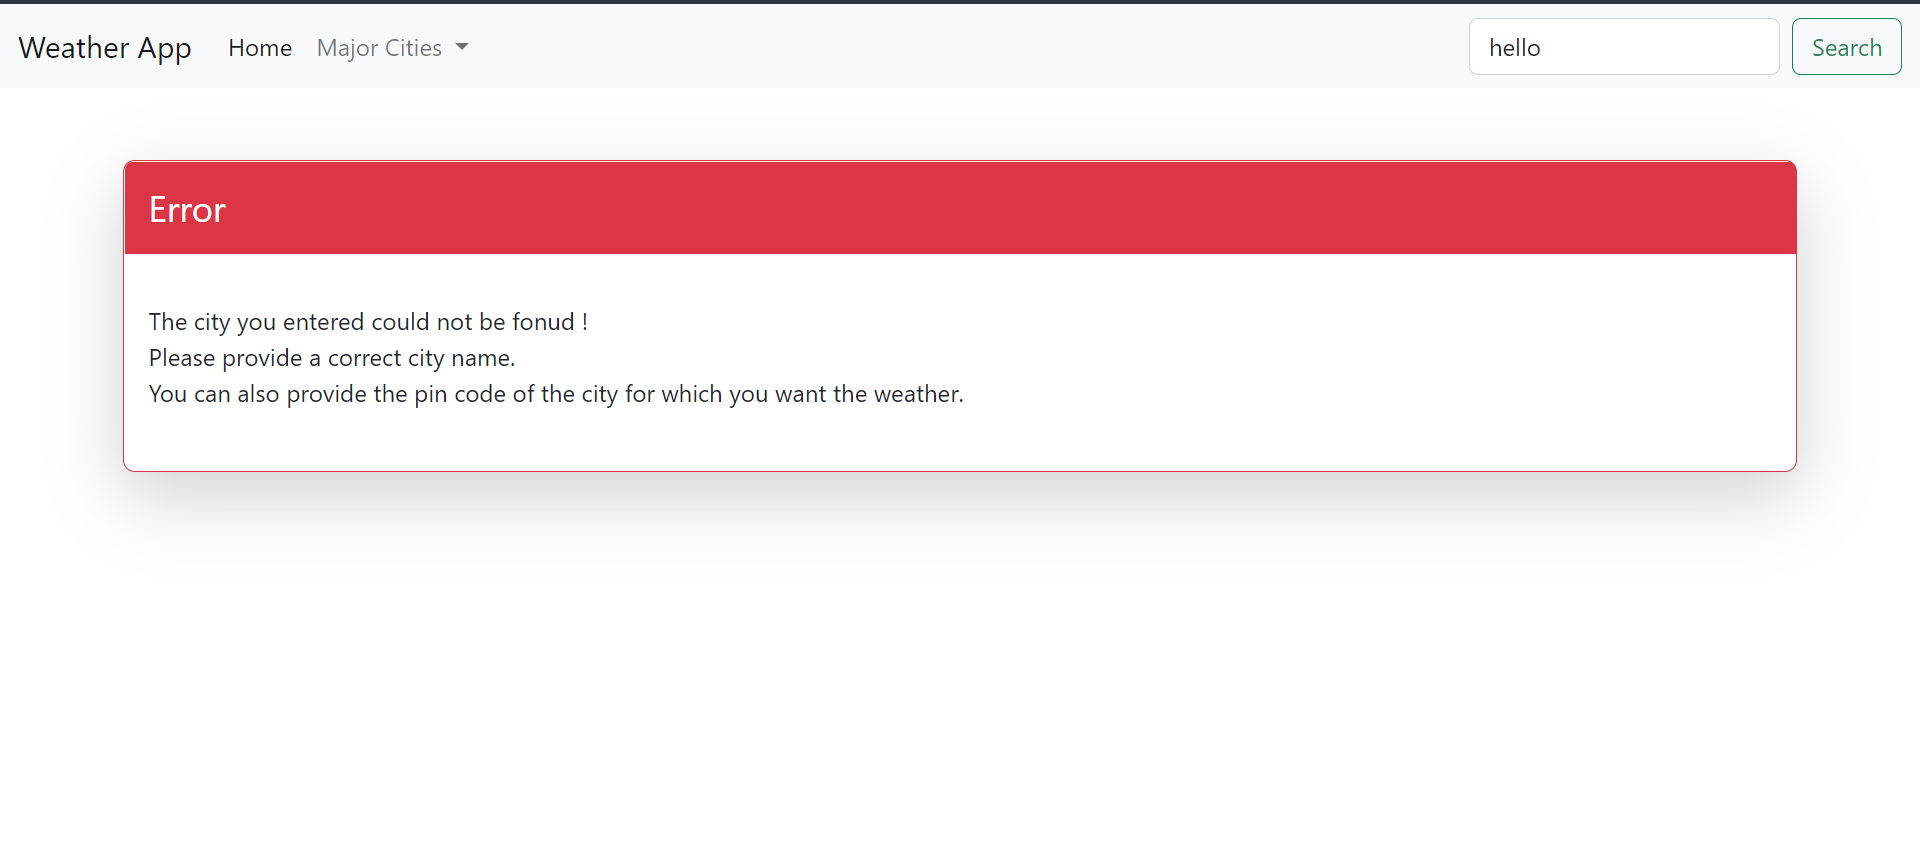 Weather App Home Major Cities hello Search
Error
The city you entered could not be fonud !
Please provide a correct city name.
You can also provide the pin code of the city for which you want the weather.